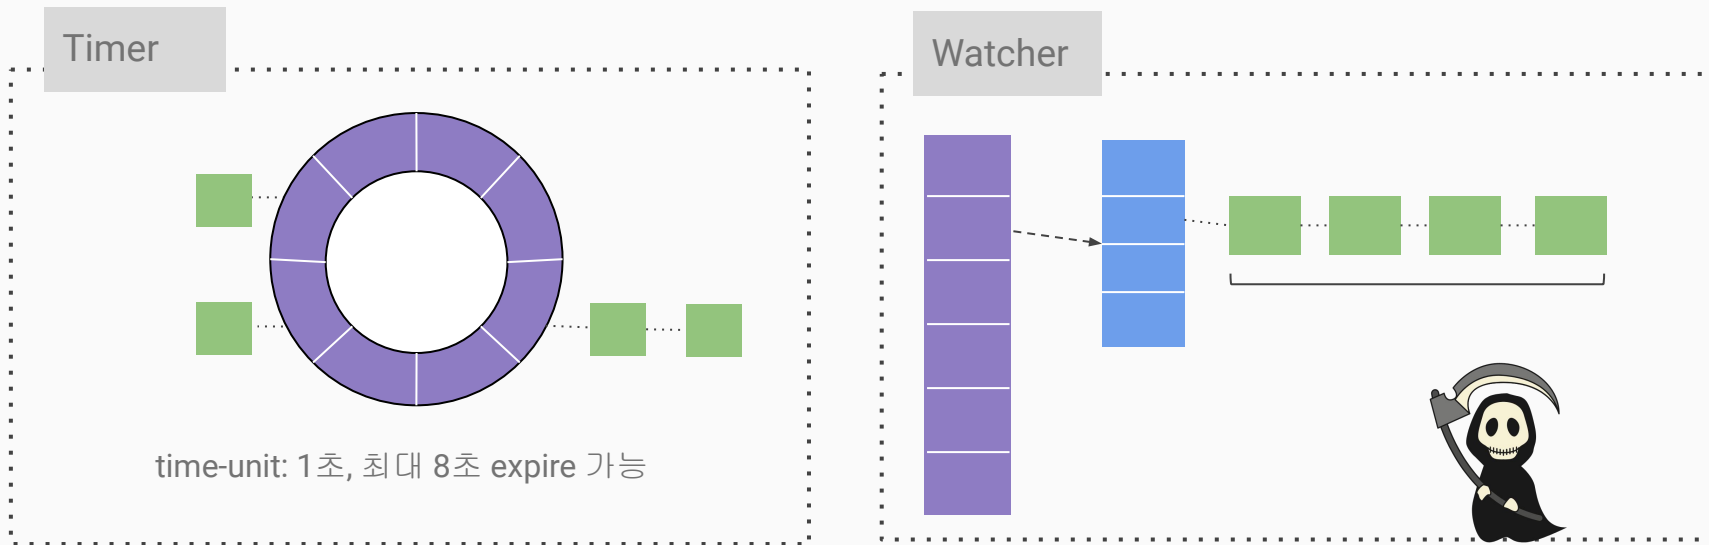 Timer
Watcher
time-unit: 1초, 최대 8초 expire 가능